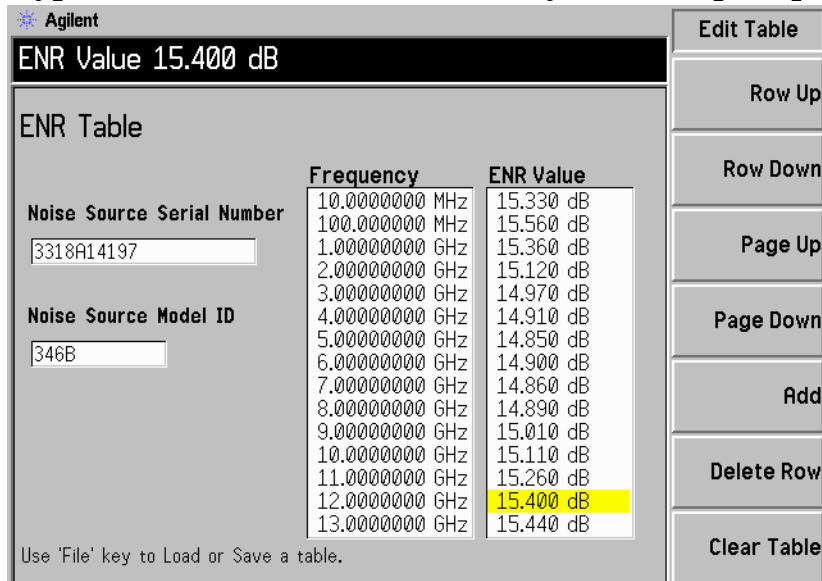 Agilent
ENR Value 15.400 dB
ENR Table
Noise Source Serial Number
3318A14197
Noise Source Model ID
346B
Frequency ENR Value
10.0000000 MHz 15.330 dB
100.000000 MHz 15.560 dB
1.00000000 GHz 15.360 dB
2.00000000 GHz 15.120 dB
3.00000000 GHz 14.970 dB
4.00000000 GHz 14.910 dB
5.00000000 GHz 14.850 dB
6.00000000 GHz 14.900 dB
7.00000000 GHz 14.860 dB
8.00000000 GHz 14.890 dB
9.00000000 GHz 15.010 dB
10.0000000 GHz 15.110 dB
11.0000000 GHz 15.260 dB
12.0000000 GHz 15.400 dB
13.0000000 GHz 15.440 dB
Use 'File' key to Load or Save a table.
Edit Table
Row Up
Row Down
Page Up
Page Down
Add
Delete Row
Clear Table